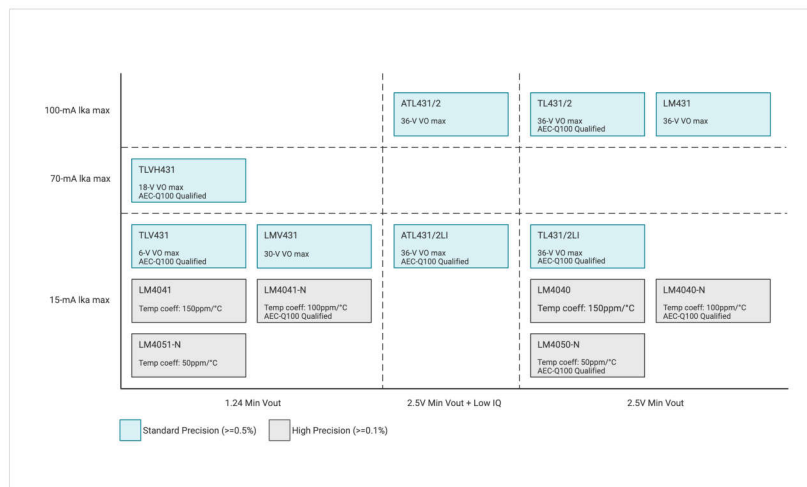 100-mA Ika max
ATL431/2
36-V VO max
TL431/2
36-V VO max
AEC-Q100 Qualified
LM431
36-V VO max
70-mA Ika max
TLVH431
18-V VO max
AEC-Q100 Qualified
15-mA Ika max
TLV431
6-V VO max
AEC-Q100 Qualified
LMV431
30-V VO max
ATL431/2LI
36-V VO max
AEC-Q100 Qualified
TL431/2LI
36-V VO max
AEC-Q100 Qualified
LM4041
Temp coeff: 150ppm/°C
LM4041-N
Temp coeff: 100ppm/°C
AEC-Q100 Qualified
LM4040
Temp coeff: 150ppm/°C
LM4040-N
Temp coeff: 100ppm/°C
AEC-Q100 Qualified
LM4051-N
Temp coeff: 50ppm/°C
LM4050-N
Temp coeff: 50ppm/°C
AEC-Q100 Qualified
1.24 Min Vout
2.5V Min Vout + Low IQ
2.5V Min Vout
Standard Precision (>=0.5%)
High Precision (>=0.1%)